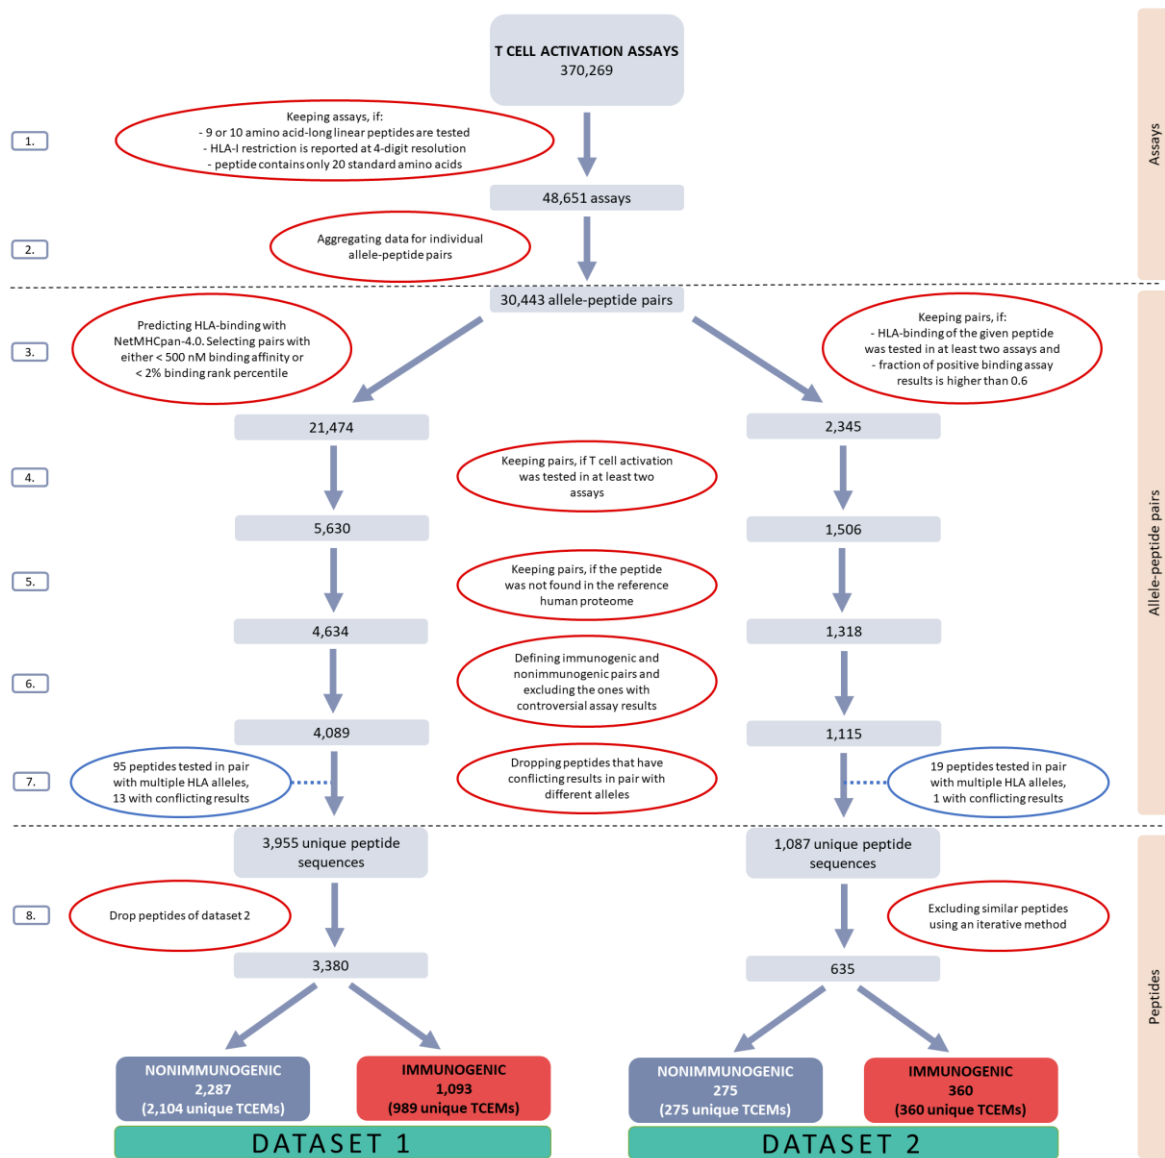 T CELL ACTIVATION ASSAYS
370,269
Assays
1.
Keeping assays, if:
- 9 or 10 amino acid-long linear peptides are tested
- HLA-I restriction is reported at 4-digit resolution
- peptide contains only 20 standard amino acids
48,651 assays
2.
Aggregating data for individual
allele-peptide pairs
30,443 allele-peptide pairs
Allele-peptide pairs
3.
Predicting HLA-binding with
NetMHCpan-4.0. Selecting pairs with
either < 500 nM binding affinity or
< 2% binding rank percentile
Keeping pairs, if:
- HLA-binding of the given peptide
was tested in at least two assays and
- fraction of positive binding assay
results is higher than 0.6
21,474
2,345
4.
Keeping pairs, if T cell activation
was tested in at least two
assays
5,630
1,506
5.
Keeping pairs, if the peptide
was not found in the reference
human proteome
4,634
1,318
6.
Defining immunogenic and
nonimmunogenic pairs and
excluding the ones with
controversial assay results
4,089
1,115
7.
95 peptides tested in pair
with multiple HLA alleles,
13 with conflicting results
Dropping peptides that have
conflicting results in pair with
different alleles
19 peptides tested in pair
with multiple HLA alleles,
1 with conflicting results
3,955 unique peptide
sequences
1,087 unique peptide
sequences
Peptides
8.
Drop peptides of dataset 2
Excluding similar peptides
using an iterative method
3,380
635
NONIMMUNOGENIC
2,287
(2,104 unique TCEMs)
IMMUNOGENIC
1,093
(989 unique TCEMs)
NONIMMUNOGENIC
275
(275 unique TCEMs)
IMMUNOGENIC
360
(360 unique TCEMs)
DATASET 1
DATASET 2